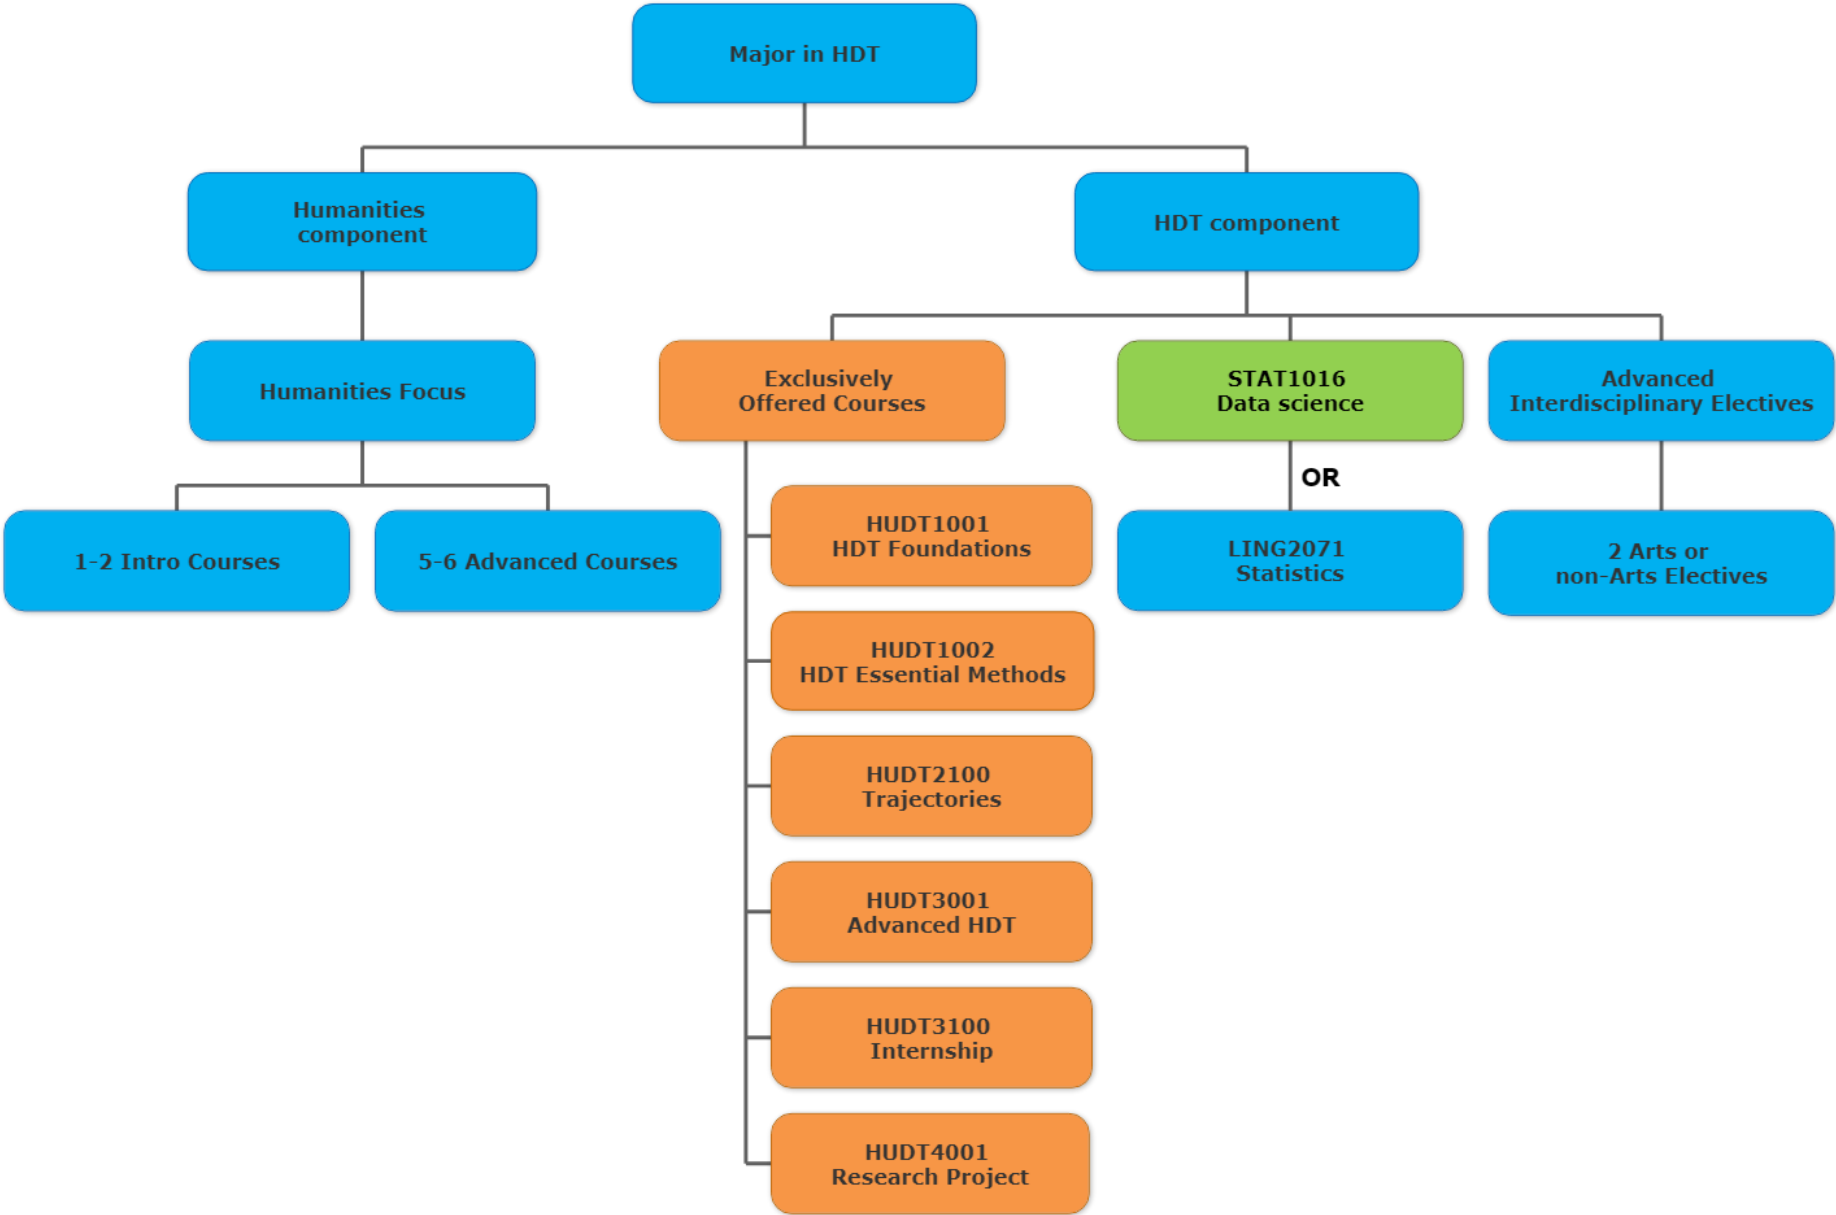 Major in HDT
Humanities
component
HDT component
Humanities Focus
Exclusively
Offered Courses
STAT1016
Data science
Advanced
Interdisciplinary Electives
OR
1-2 Intro Courses
5-6 Advanced Courses
HUDT1001
HDT Foundations
LING2071
Statistics
2 Arts or
non-Arts Electives
HUDT1002
HDT Essential Methods
HUDT2100
Trajectories
HUDT3001
Advanced HDT
HUDT3100
Internship
HUDT4001
Research Project